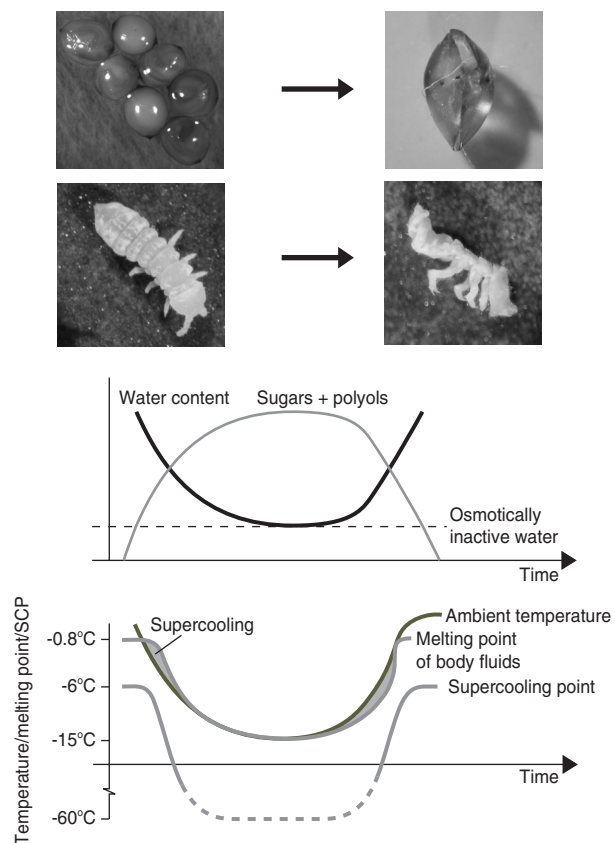 Water content
Sugars + polyols
Osmotically
inactive water
Time
Temperature/melting point/SCP
Supercooling
Ambient temperature
-0.8°C
Melting point
of body fluids
-6°C
Supercooling point
-15°C
Time
-60°C